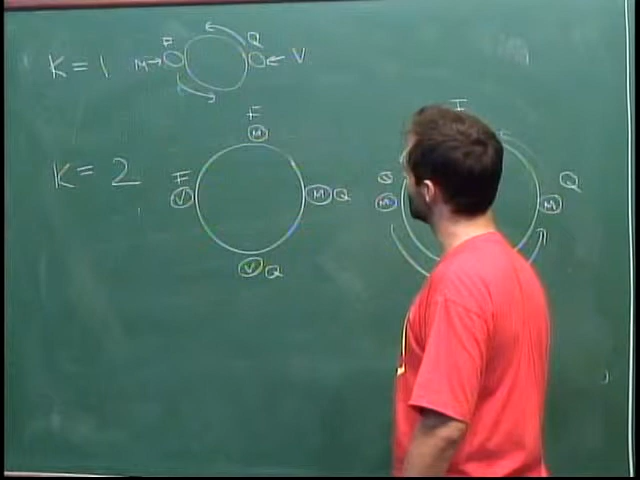 K = 1 M → F Q ← V
K = 2
F
M
F
V
M Q
V Q
F
Q
M
Q
M